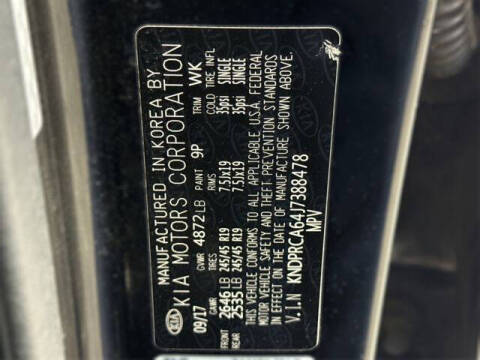 MANUFACTURED IN KOREA BY
KIA KIA MOTORS CORPORATION
09/17 GVWR 4872LB PAINT 9P TRIM WK
GAWR TIRES RIMS COLD TIRE INFL
FRONT 2646LB 245/45 R19 7.5Jx19 35psi SINGLE
REAR 2535LB 245/45 R19 7.5Jx19 35psi SINGLE
THIS VEHICLE CONFORMS TO ALL APPLICABLE U.S.A. FEDERAL
MOTOR VEHICLE SAFETY AND THEFT PREVENTION STANDARDS
IN EFFECT ON THE DATE OF MANUFACTURE SHOWN ABOVE.
V.I.N KNDPRCA64J7388478
MPV